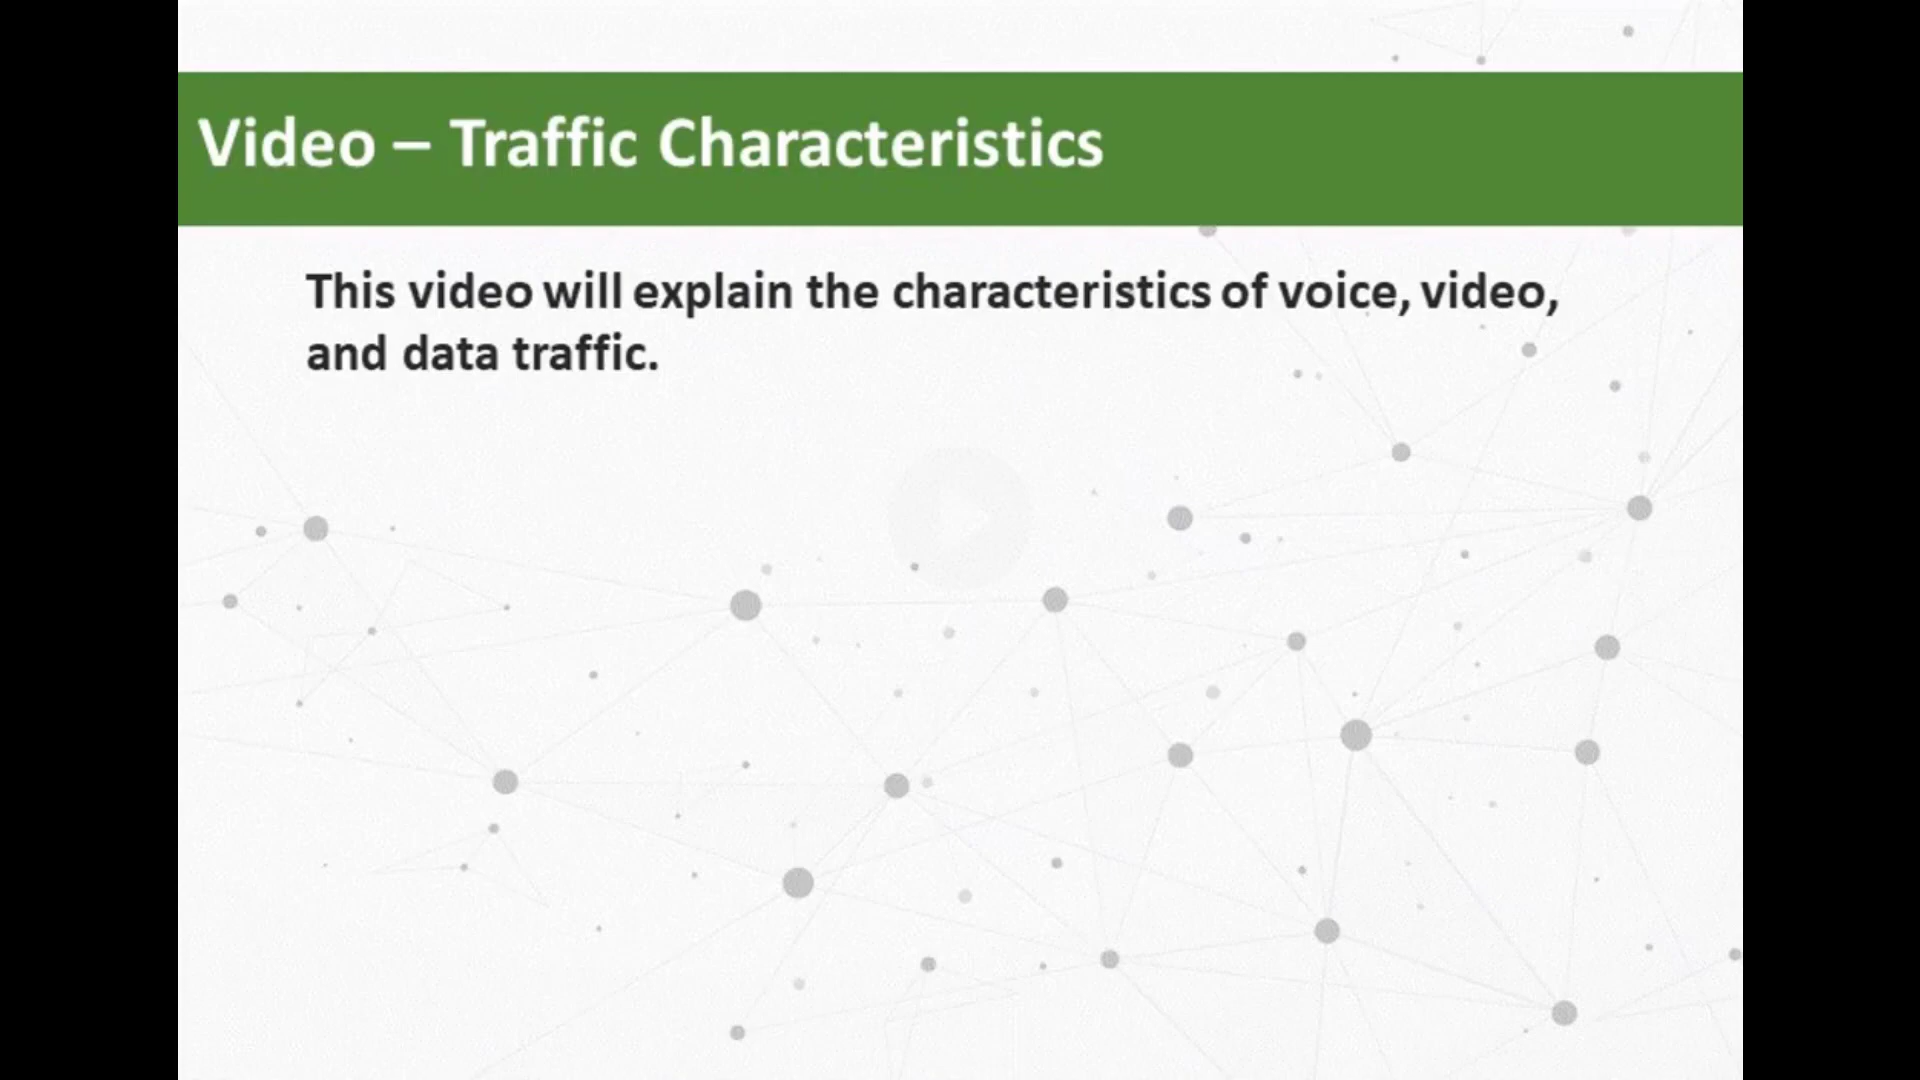 Video – Traffic Characteristics
This video will explain the characteristics of voice, video,
and data traffic.